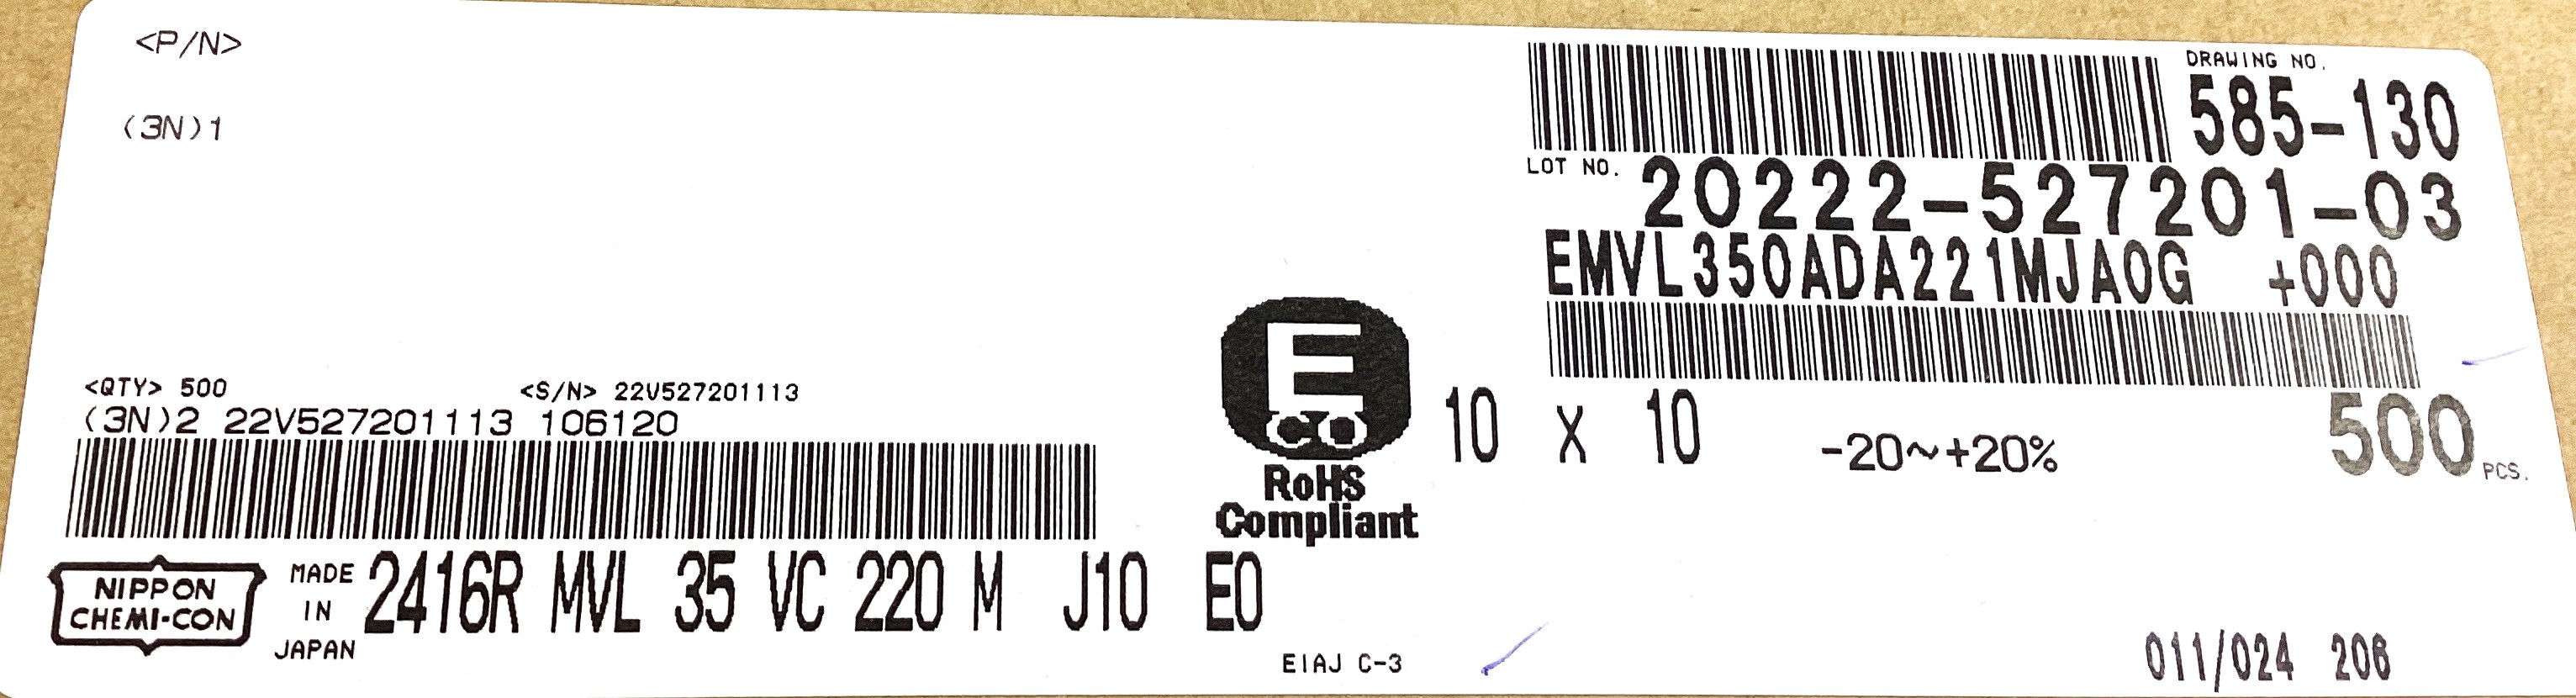 <P/N>
(3N)1
DRAWING NO.
585-130
LOT NO. 20222-527201-03
EMVL350ADA221MJA0G +000
<QTY> 500 <S/N> 22V527201113
(3N)2 22V527201113 106120
E
RoHS
Compliant
10 X 10 -20~+20% 500 PCS.
NIPPON
CHEMI-CON
MADE
IN
JAPAN
2416R MVL 35 VC 220 M J10 E0
EIAJ C-3
011/024 206